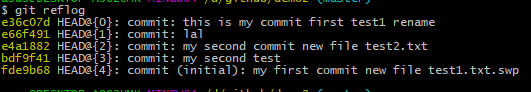 $ git reflog
e36c07d HEAD@{0}: commit: this is my commit first test1 rename
e66f491 HEAD@{1}: commit: lal
e4a1882 HEAD@{2}: commit: my second commit new file test2.txt
bdf9f41 HEAD@{3}: commit: my second test
fde9b68 HEAD@{4}: commit (initial): my first commit new file test1.txt.swp